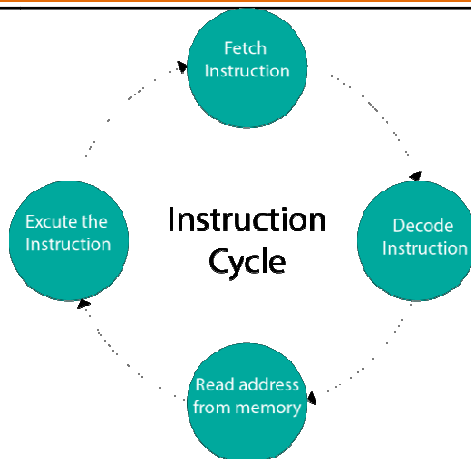 Fetch
Instruction
Decode
Instruction
Read address
from memory
Excute the
Instruction
Instruction
Cycle